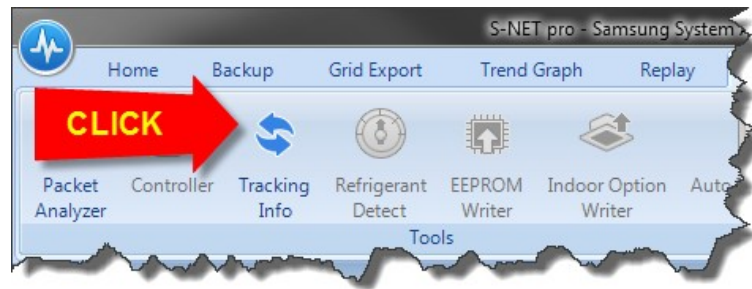 S-NET pro - Samsung System
Home Backup Grid Export Trend Graph Replay
CLICK
Packet Analyzer
Controller
Tracking Info
Refrigerant Detect
EEPROM Writer
Indoor Option Writer
Auto
Tools